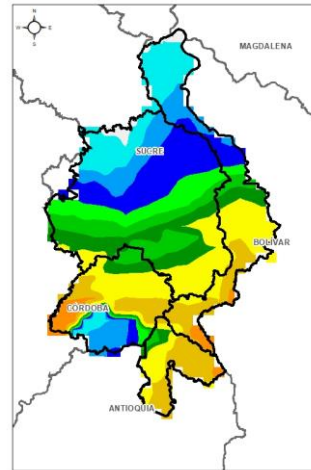 N
W E
S
MAGDALENA
SUCRE
BOLIVAR
CORDOBA
ANTIOQUIA